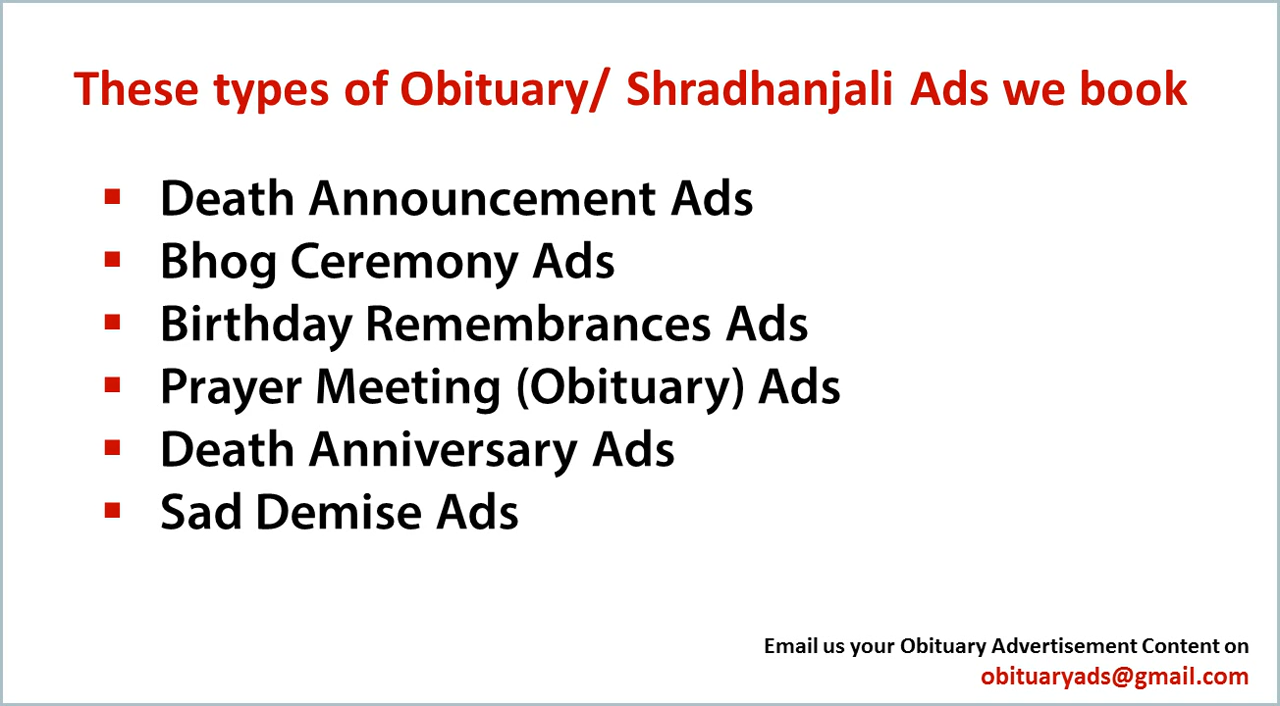 These types of Obituary/ Shradhanjali Ads we book
▪ Death Announcement Ads
▪ Bhog Ceremony Ads
▪ Birthday Remembrances Ads
▪ Prayer Meeting (Obituary) Ads
▪ Death Anniversary Ads
▪ Sad Demise Ads
Email us your Obituary Advertisement Content on
obituaryads@gmail.com